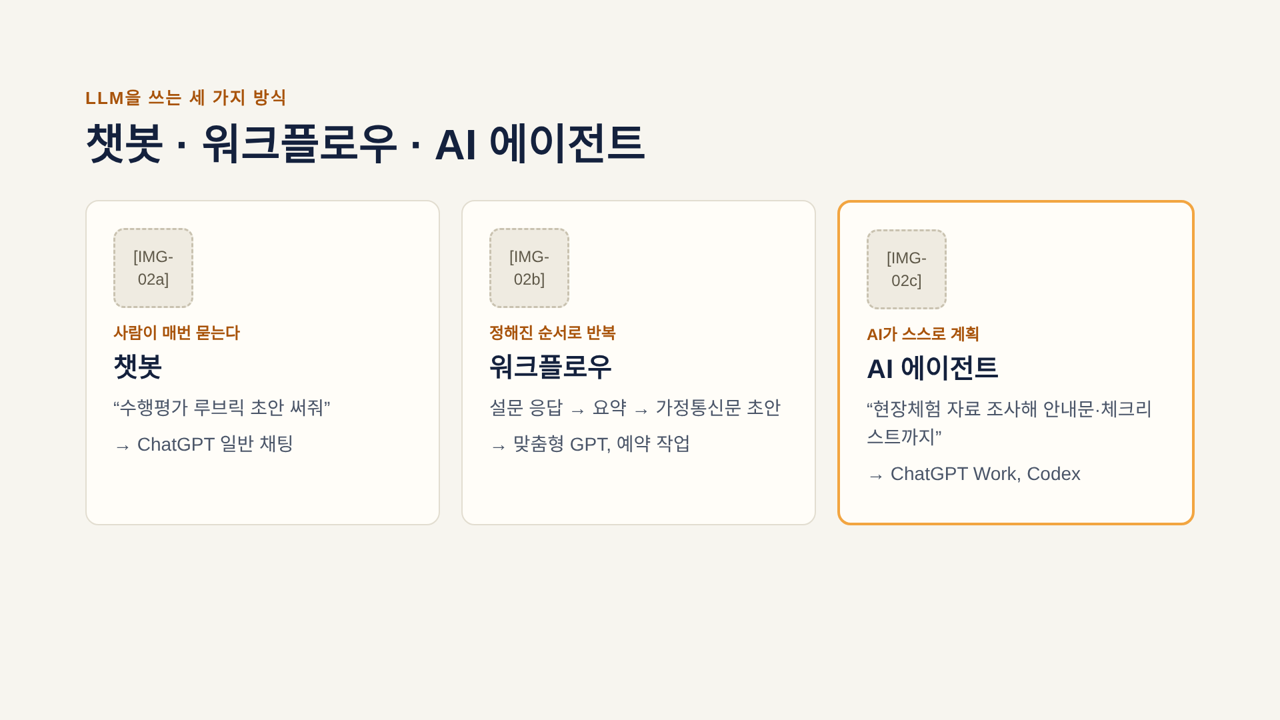 LLM을 쓰는 세 가지 방식
챗봇 · 워크플로우 · AI 에이전트
[IMG-
02a]
사람이 매번 묻는다
챗봇
“수행평가 루브릭 초안 써줘”
→ ChatGPT 일반 채팅
[IMG-
02b]
정해진 순서로 반복
워크플로우
설문 응답 → 요약 → 가정통신문 초안
→ 맞춤형 GPT, 예약 작업
[IMG-
02c]
AI가 스스로 계획
AI 에이전트
“현장체험 자료 조사해 안내문·체크리
스트까지”
→ ChatGPT Work, Codex